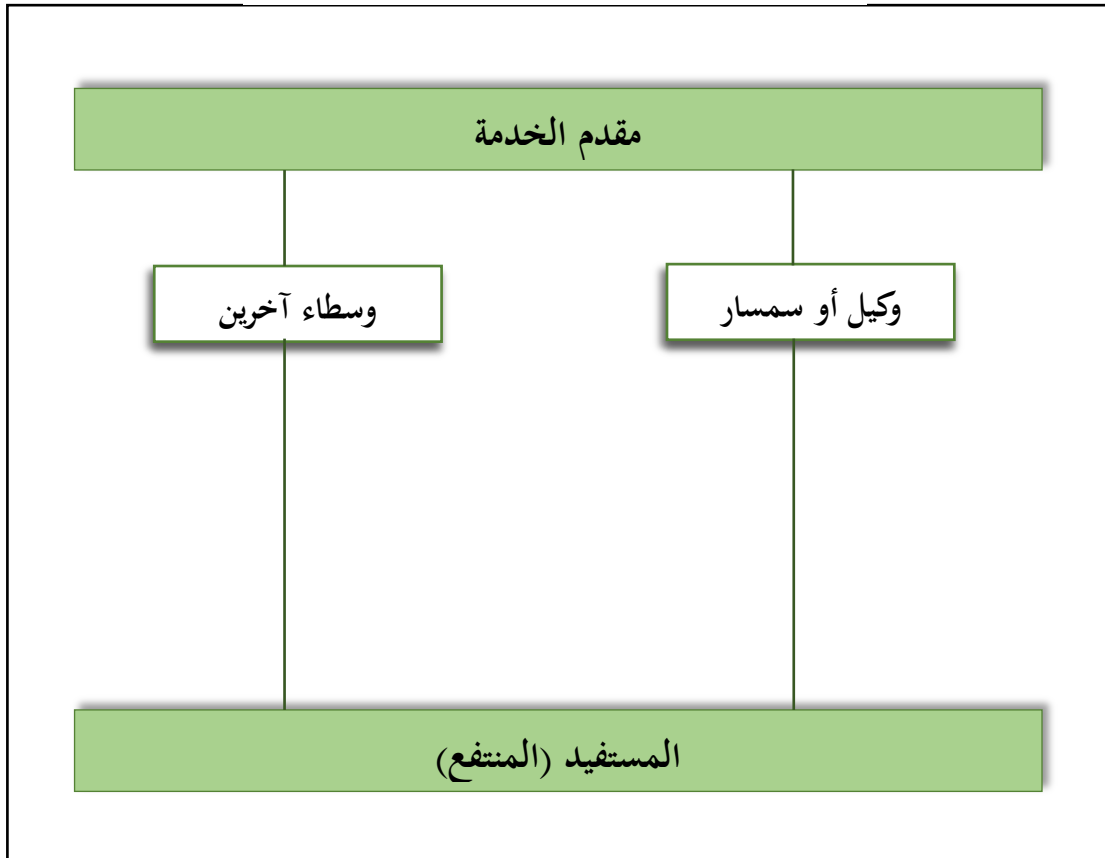 مقدم الخدمة
وكيل أو سمسار
وسطاء آخرين
المستفيد (المنتفع)